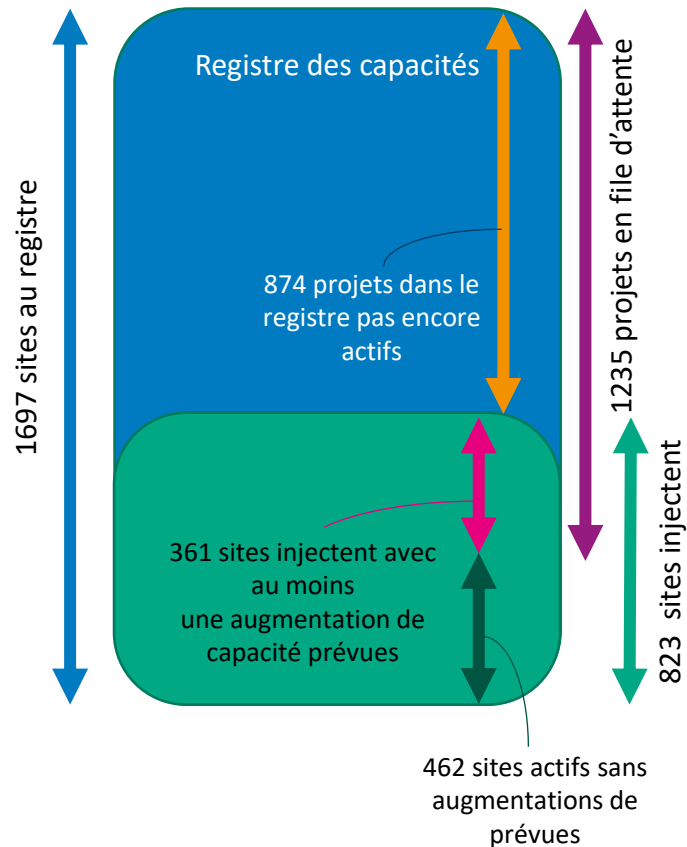 Registre des capacités
1697 sites au registre
1235 projets en file d'attente
874 projets dans le
registre pas encore
actifs
823 sites injectent
361 sites injectent avec
au moins
une augmentation de
capacité prévues
462 sites actifs sans
augmentations de
prévues